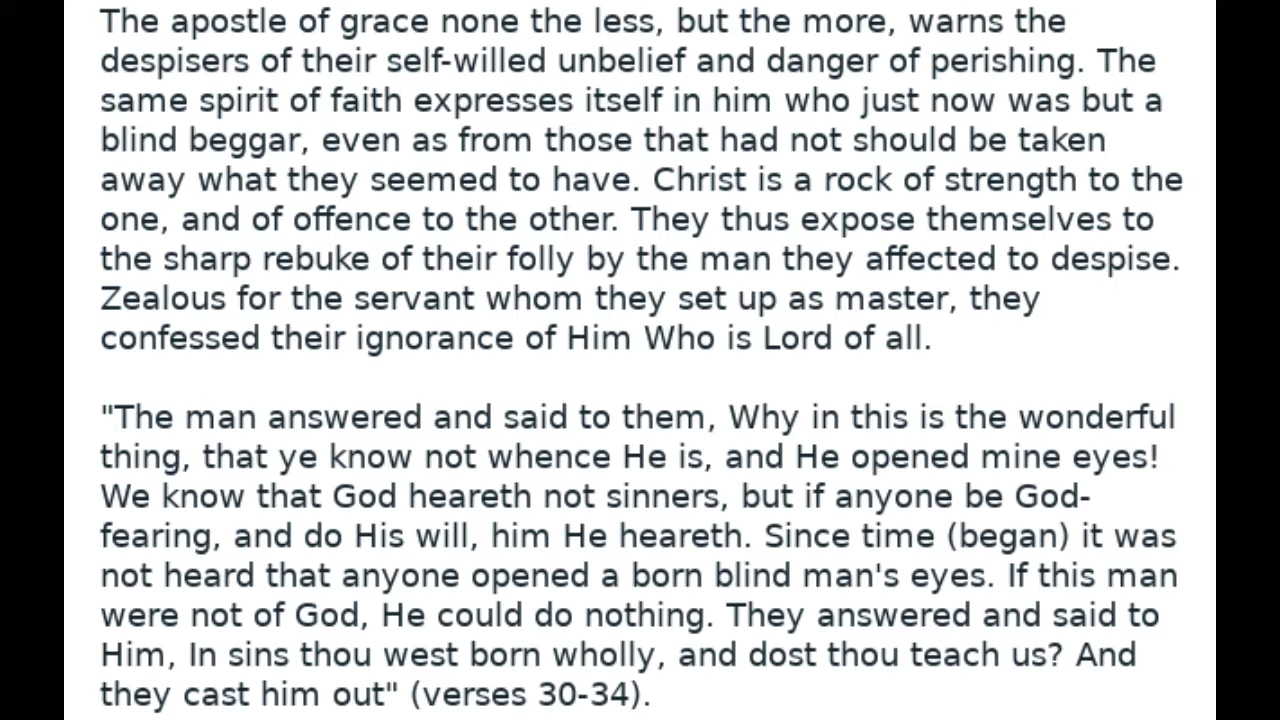 The apostle of grace none the less, but the more, warns the
despisers of their self-willed unbelief and danger of perishing. The
same spirit of faith expresses itself in him who just now was but a
blind beggar, even as from those that had not should be taken
away what they seemed to have. Christ is a rock of strength to the
one, and of offence to the other. They thus expose themselves to
the sharp rebuke of their folly by the man they affected to despise.
Zealous for the servant whom they set up as master, they
confessed their ignorance of Him Who is Lord of all.
"The man answered and said to them, Why in this is the wonderful
thing, that ye know not whence He is, and He opened mine eyes!
We know that God heareth not sinners, but if anyone be God-
fearing, and do His will, him He heareth. Since time (began) it was
not heard that anyone opened a born blind man's eyes. If this man
were not of God, He could do nothing. They answered and said to
Him, In sins thou west born wholly, and dost thou teach us? And
they cast him out" (verses 30-34).